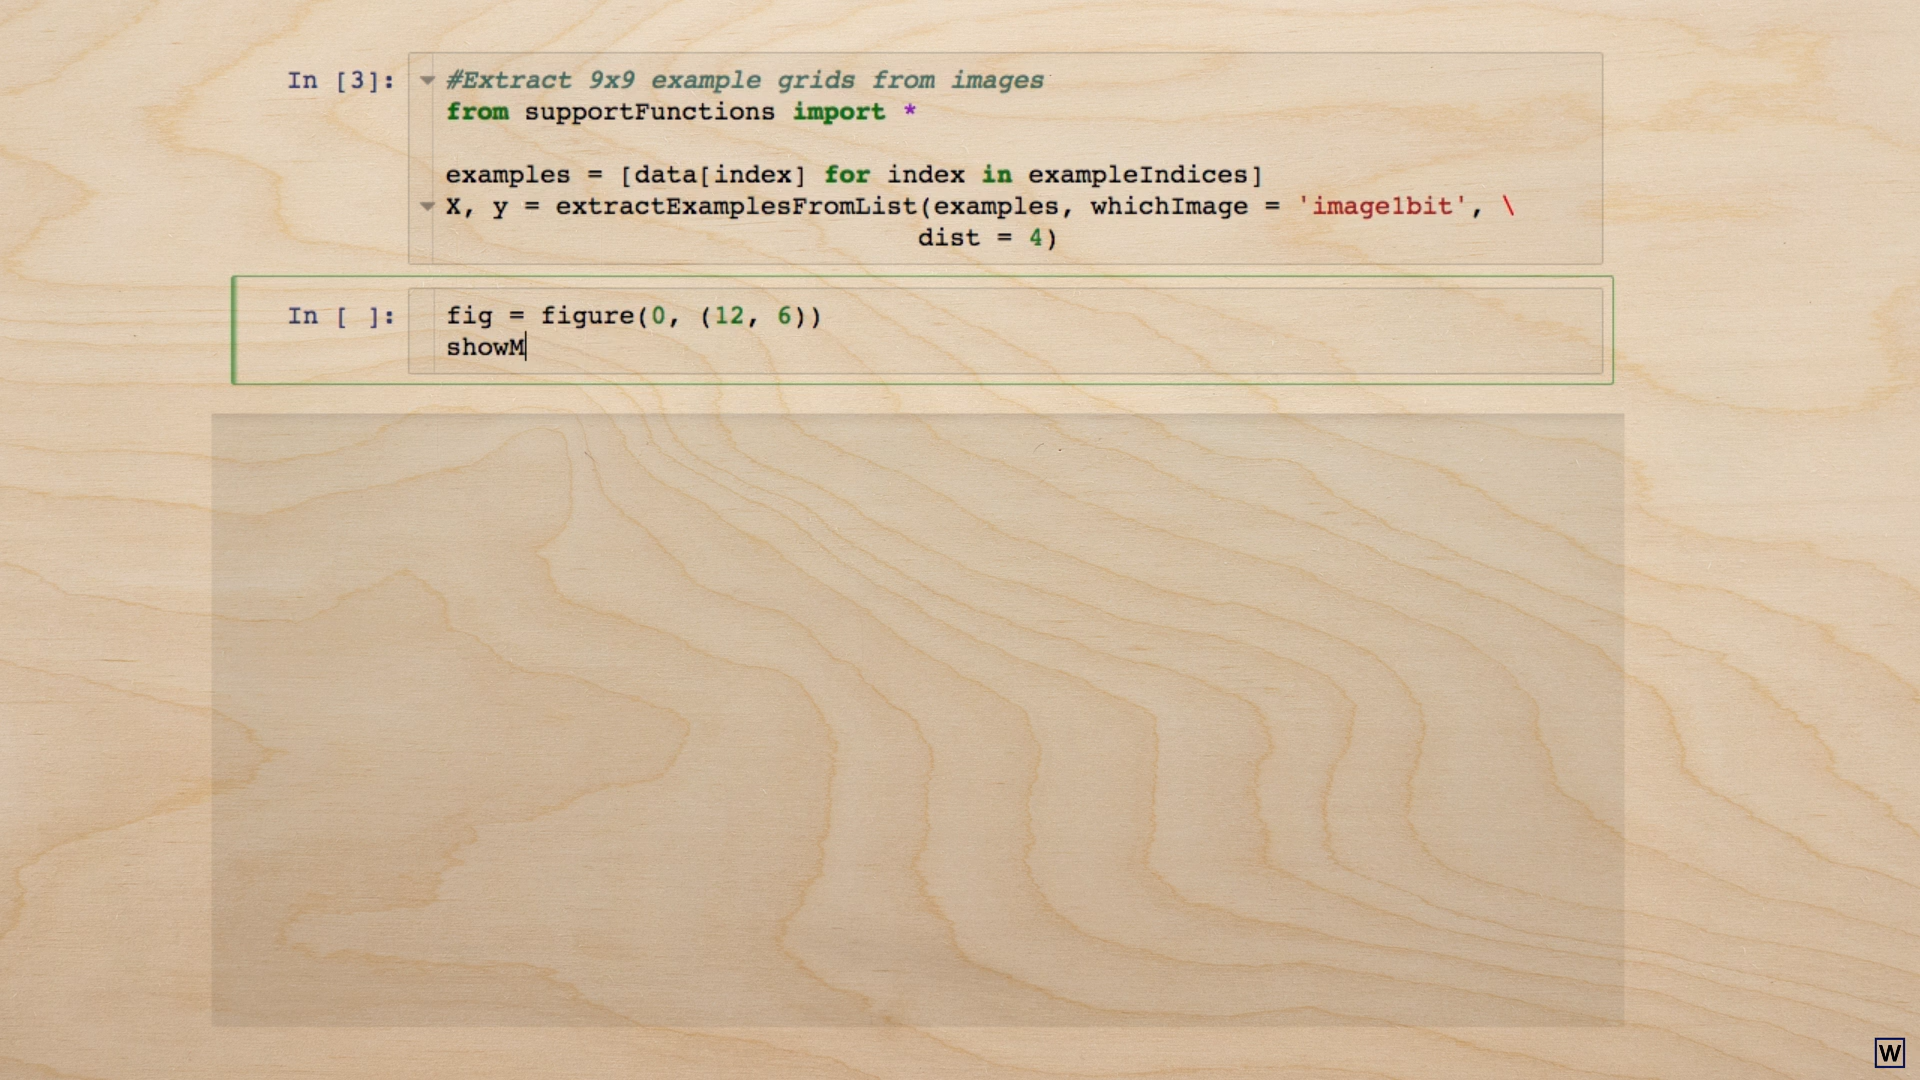 In [3]:
#Extract 9x9 example grids from images
from supportFunctions import *
examples = [data[index] for index in exampleIndices]
X, y = extractExamplesFromList(examples, whichImage = 'image1bit', \
dist = 4)
In [ ]:
fig = figure(0, (12, 6))
showM
W